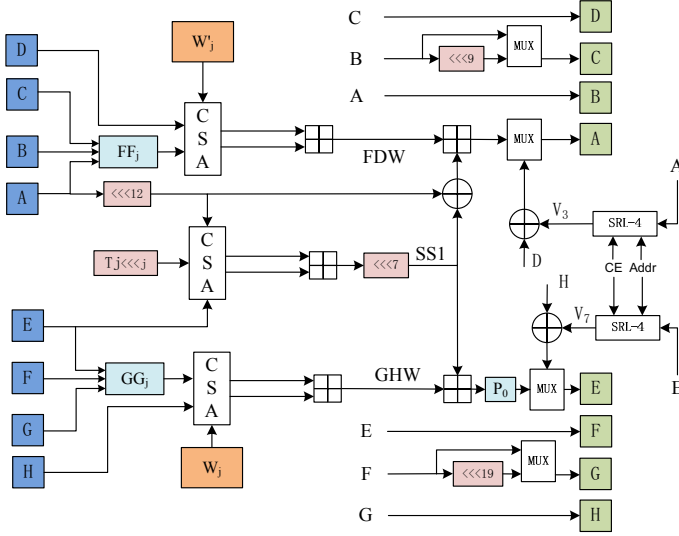 C
D
D
W'j
B
<<<9
MUX
C
C
C
S
A
A
B
B
FFj
FDW
MUX
A
A
<<<12
A
V3
SRL-4
C
S
A
Tj<<<j
<<<7
SS1
D
CE
Addr
H
E
V7
SRL-4
C
S
A
F
GGj
GHW
P0
MUX
E
E
G
E
F
H
Wj
F
<<<19
MUX
G
G
H